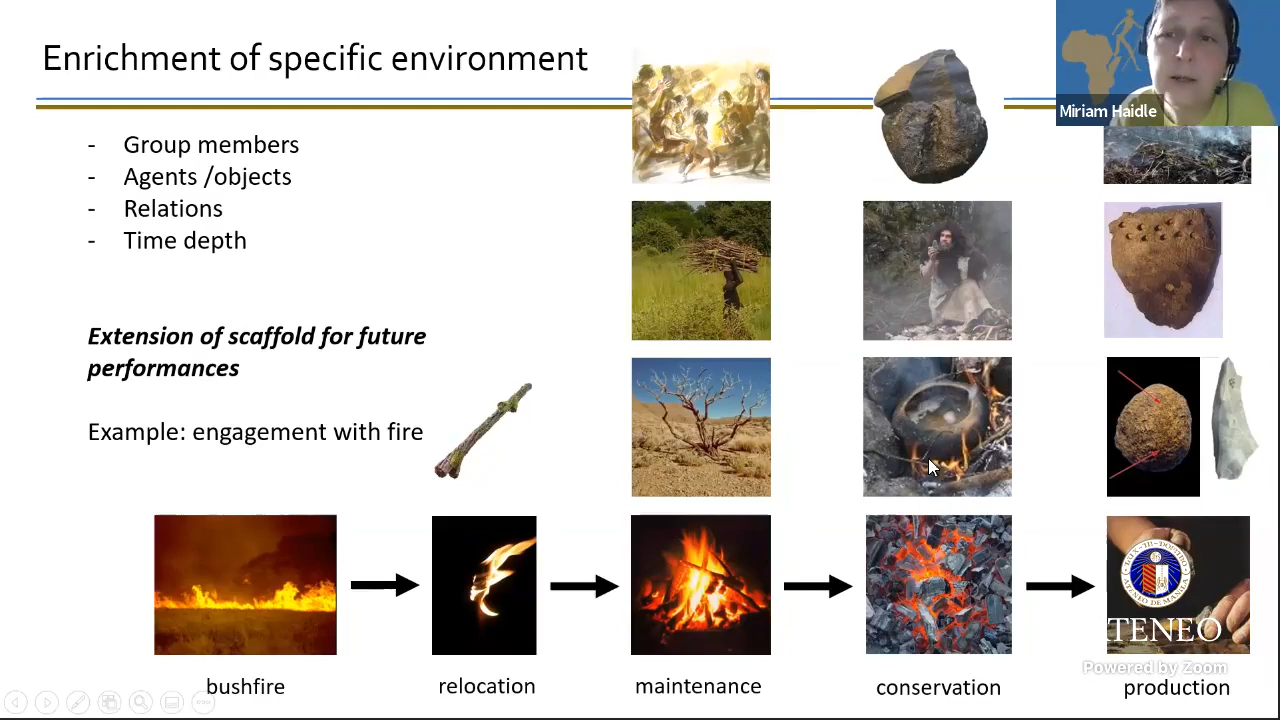 Enrichment of specific environment
Miriam Haidle
- Group members
- Agents /objects
- Relations
- Time depth
Extension of scaffold for future
performances
Example: engagement with fire
ATENEO
Powered by Zoom
bushfire
relocation
maintenance
conservation
production